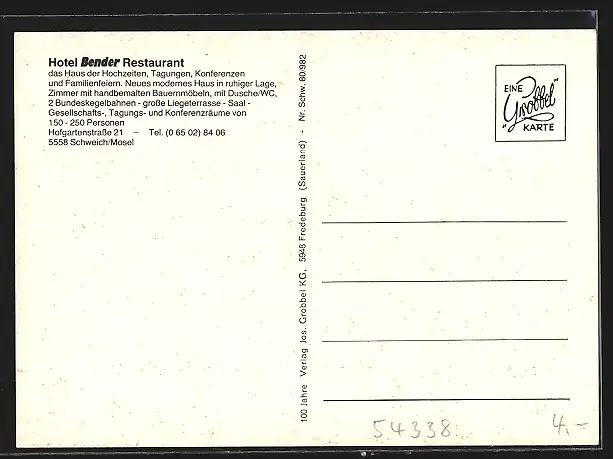 Hotel Bender Restaurant
das Haus der Hochzeiten, Tagungen, Konferenzen
und Familienfeiern. Neues modernes Haus in ruhiger Lage,
Zimmer mit handbemalten Bauernmöbeln, mit Dusche/WC,
2 Bundeskegelbahnen - große Liegeterrasse - Saal -
Gesellschafts-, Tagungs- und Konferenzräume von
150 - 250 Personen
Hofgartenstraße 21 – Tel. (0 65 02) 84 06
5558 Schweich/Mosel
100 Jahre Verlag Jos. Grobbel KG, 5948 Fredeburg (Sauerland) - Nr. Schw. 80/982
EINE
Grobbel
KARTE
54338
4,-